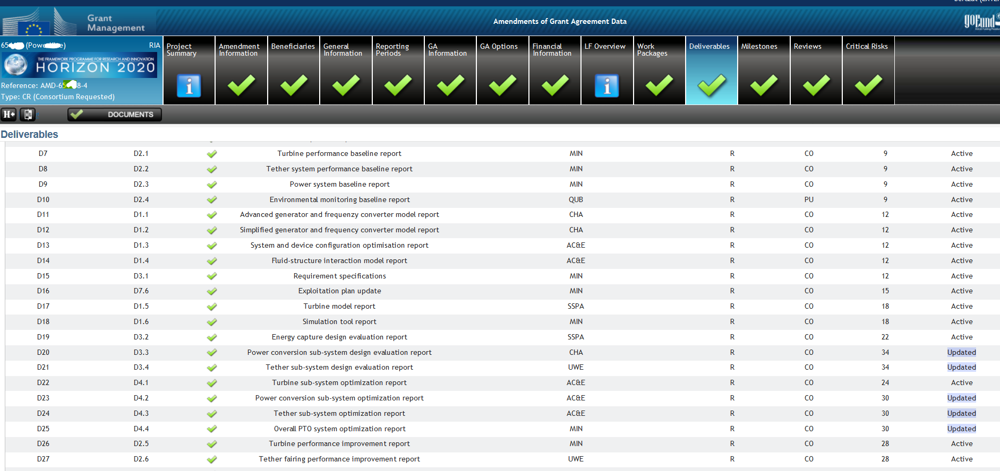 Grant
Management
Amendments of Grant Agreement Data
goFund
(Pow
RIA
THE FRAMEWORK PROGRAMME FOR RESEARCH AND INNOVATION
HORIZON 2020
Reference: AMD-65 8-4
Type: CR (Consortium Requested)
Project
Summary
Amendment
Information
Beneficiaries
General
Information
Reporting
Periods
GA
Information
GA Options
Financial
Information
LF Overview
Work
Packages
Deliverables
Milestones
Reviews
Critical Risks
DOCUMENTS
Deliverables
D7 D2.1 Turbine performance baseline report MIN R CO 9 Active
D8 D2.2 Tether system performance baseline report MIN R CO 9 Active
D9 D2.3 Power system baseline report MIN R CO 9 Active
D10 D2.4 Environmental monitoring baseline report QUB R PU 9 Active
D11 D1.1 Advanced generator and frequenzy converter model report CHA R CO 12 Active
D12 D1.2 Simplified generator and frequency converter model report CHA R CO 12 Active
D13 D1.3 System and device configuration optimisation report AC&E R CO 12 Active
D14 D1.4 Fluid-structure interaction model report AC&E R CO 12 Active
D15 D3.1 Requirement specifications MIN R CO 12 Active
D16 D7.6 Exploitation plan update MIN R CO 15 Active
D17 D1.5 Turbine model report SSPA R CO 18 Active
D18 D1.6 Simulation tool report MIN R CO 18 Active
D19 D3.2 Energy capture design evaluation report SSPA R CO 22 Active
D20 D3.3 Power conversion sub-system design evaluation report CHA R CO 34 Updated
D21 D3.4 Tether sub-system design evaluation report UWE R CO 34 Updated
D22 D4.1 Turbine sub-system optimization report AC&E R CO 24 Active
D23 D4.2 Power conversion sub-system optimization report AC&E R CO 30 Updated
D24 D4.3 Tether sub-system optimization report AC&E R CO 30 Updated
D25 D4.4 Overall PTO system optimization report MIN R CO 30 Updated
D26 D2.5 Turbine performance improvement report MIN R CO 28 Active
D27 D2.6 Tether fairing performance improvement report UWE R CO 28 Active